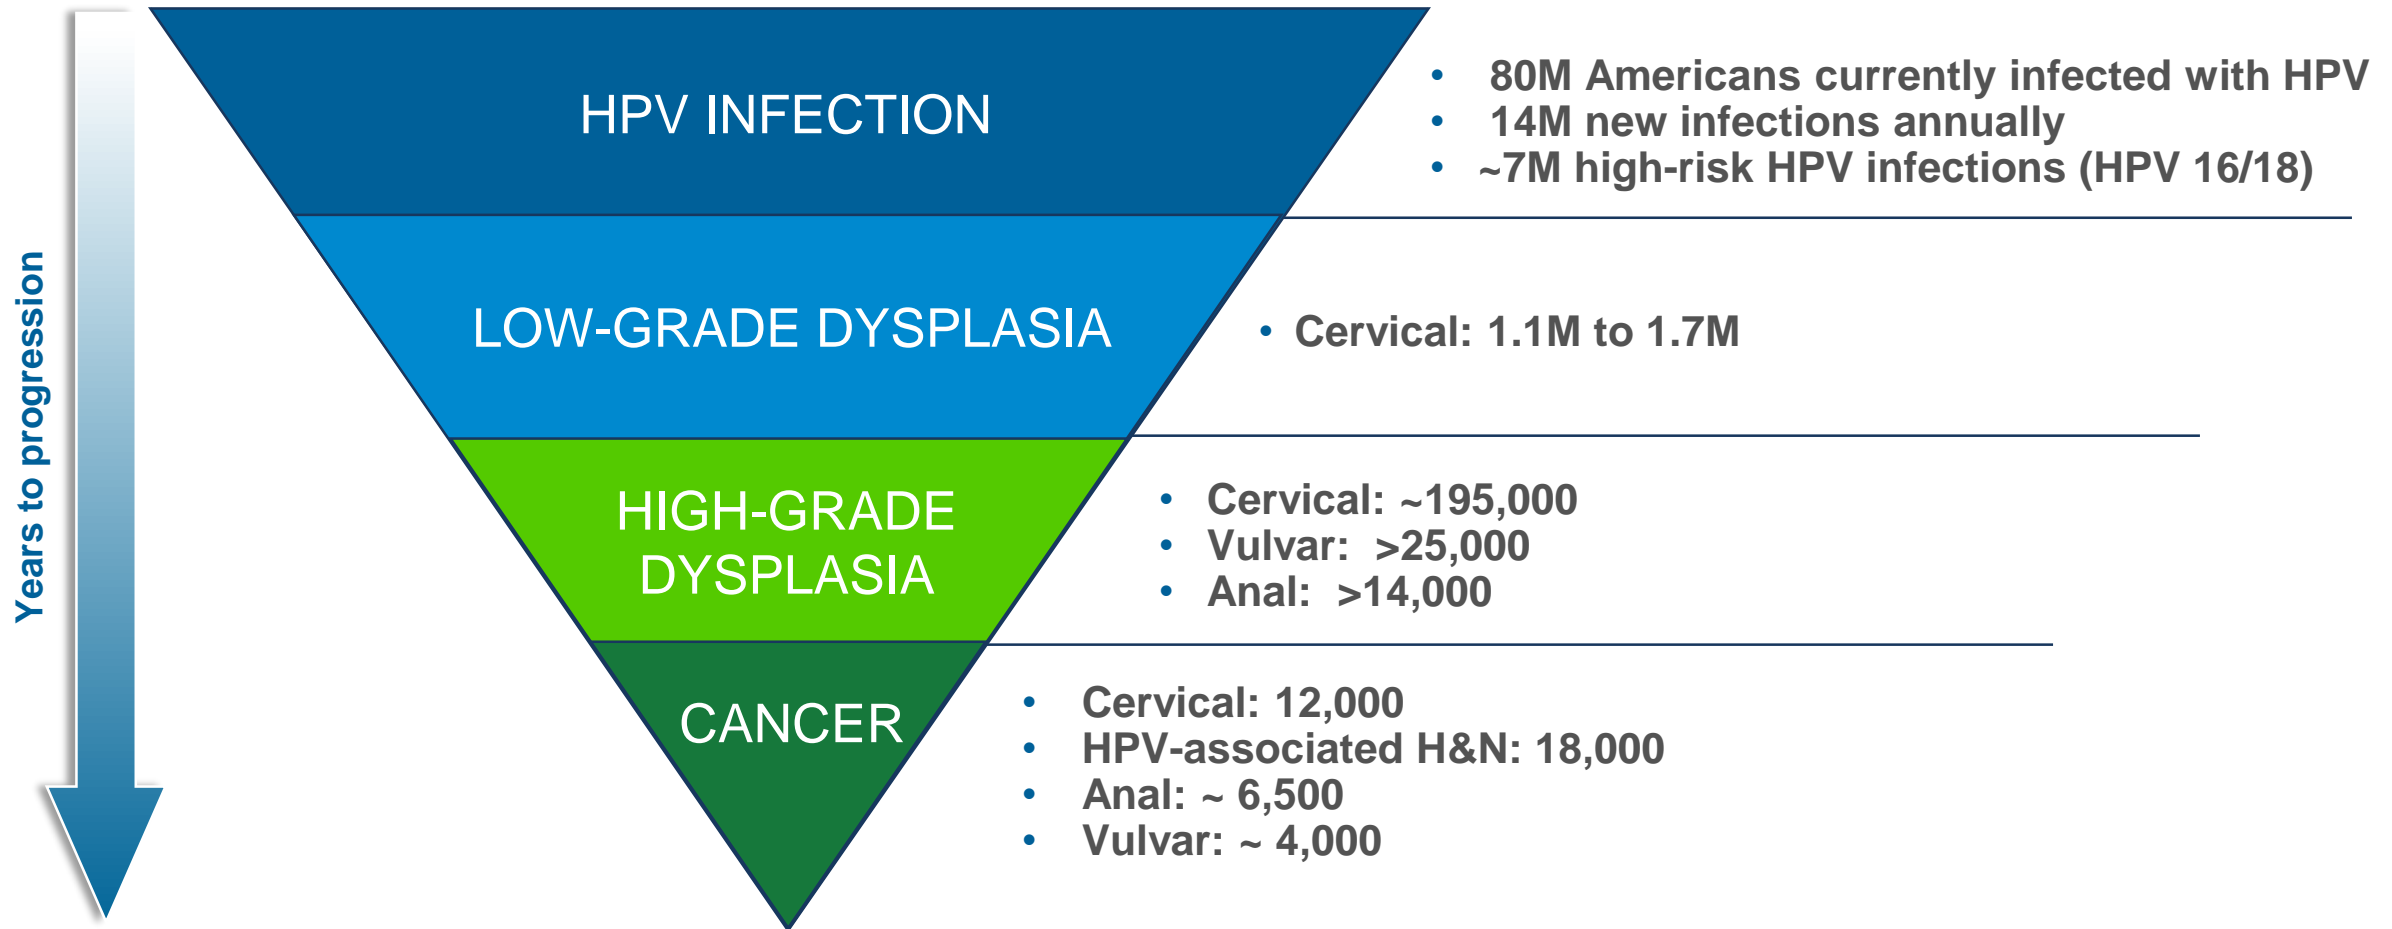 Years to progression
HPV INFECTION
• 80M Americans currently infected with HPV
• 14M new infections annually
• ~7M high-risk HPV infections (HPV 16/18)
LOW-GRADE DYSPLASIA
• Cervical: 1.1M to 1.7M
HIGH-GRADE
DYSPLASIA
• Cervical: ~195,000
• Vulvar: >25,000
• Anal: >14,000
CANCER
• Cervical: 12,000
• HPV-associated H&N: 18,000
• Anal: ~ 6,500
• Vulvar: ~ 4,000